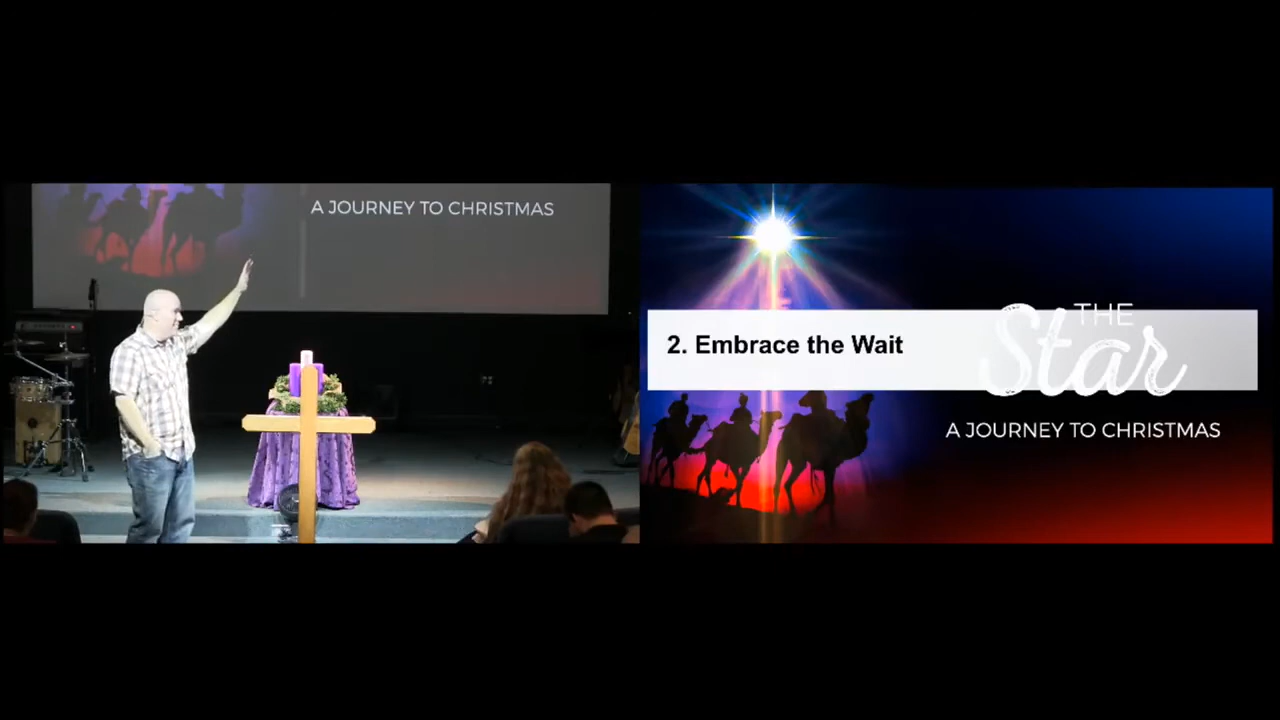 A JOURNEY TO CHRISTMAS
2. Embrace the Wait
THE
Star
A JOURNEY TO CHRISTMAS